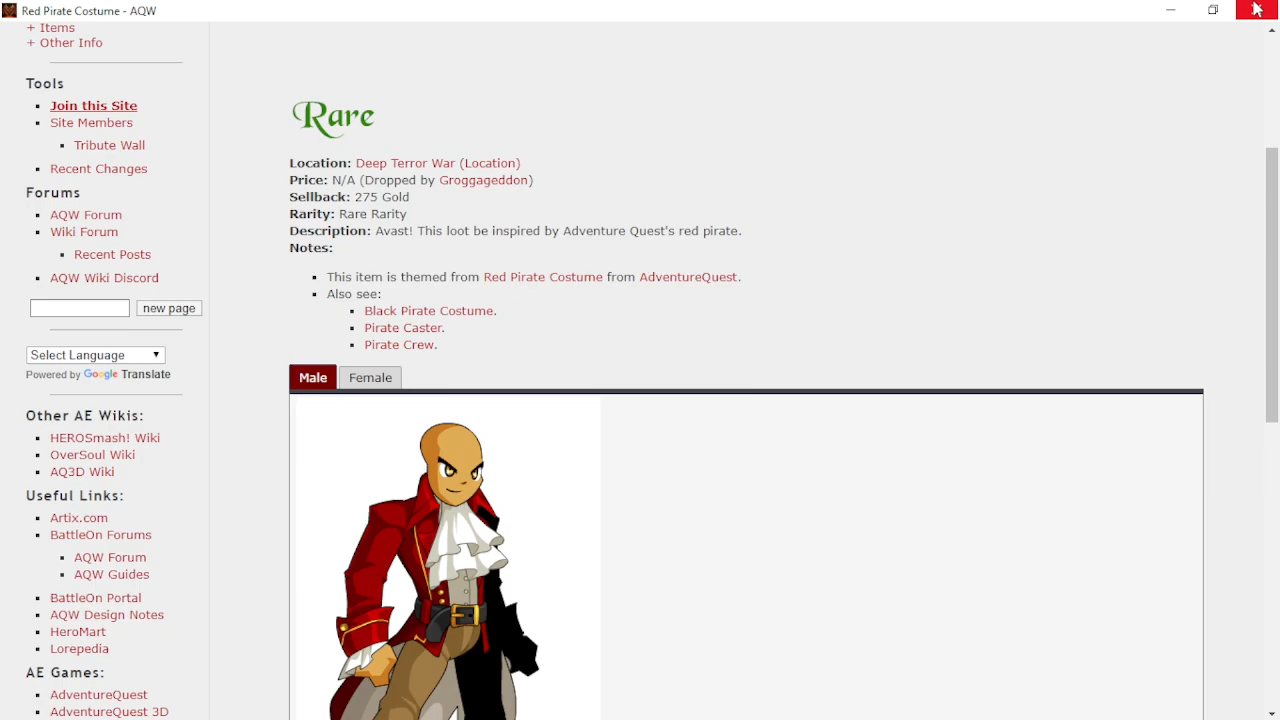 Red Pirate Costume - AQW
+ Items
+ Other Info
Tools
Join this Site
Site Members
Tribute Wall
Recent Changes
Forums
AQW Forum
Wiki Forum
Recent Posts
AQW Wiki Discord
new page
Select Language
Powered by Google Translate
Other AE Wikis:
HEROSmash! Wiki
OverSoul Wiki
AQ3D Wiki
Useful Links:
Artix.com
BattleOn Forums
AQW Forum
AQW Guides
BattleOn Portal
AQW Design Notes
HeroMart
Lorepedia
AE Games:
AdventureQuest
AdventureQuest 3D
Rare
Location: Deep Terror War (Location)
Price: N/A (Dropped by Groggageddon)
Sellback: 275 Gold
Rarity: Rare Rarity
Description: Avast! This loot be inspired by Adventure Quest's red pirate.
Notes:
This item is themed from Red Pirate Costume from AdventureQuest.
Also see:
Black Pirate Costume.
Pirate Caster.
Pirate Crew.
Male Female